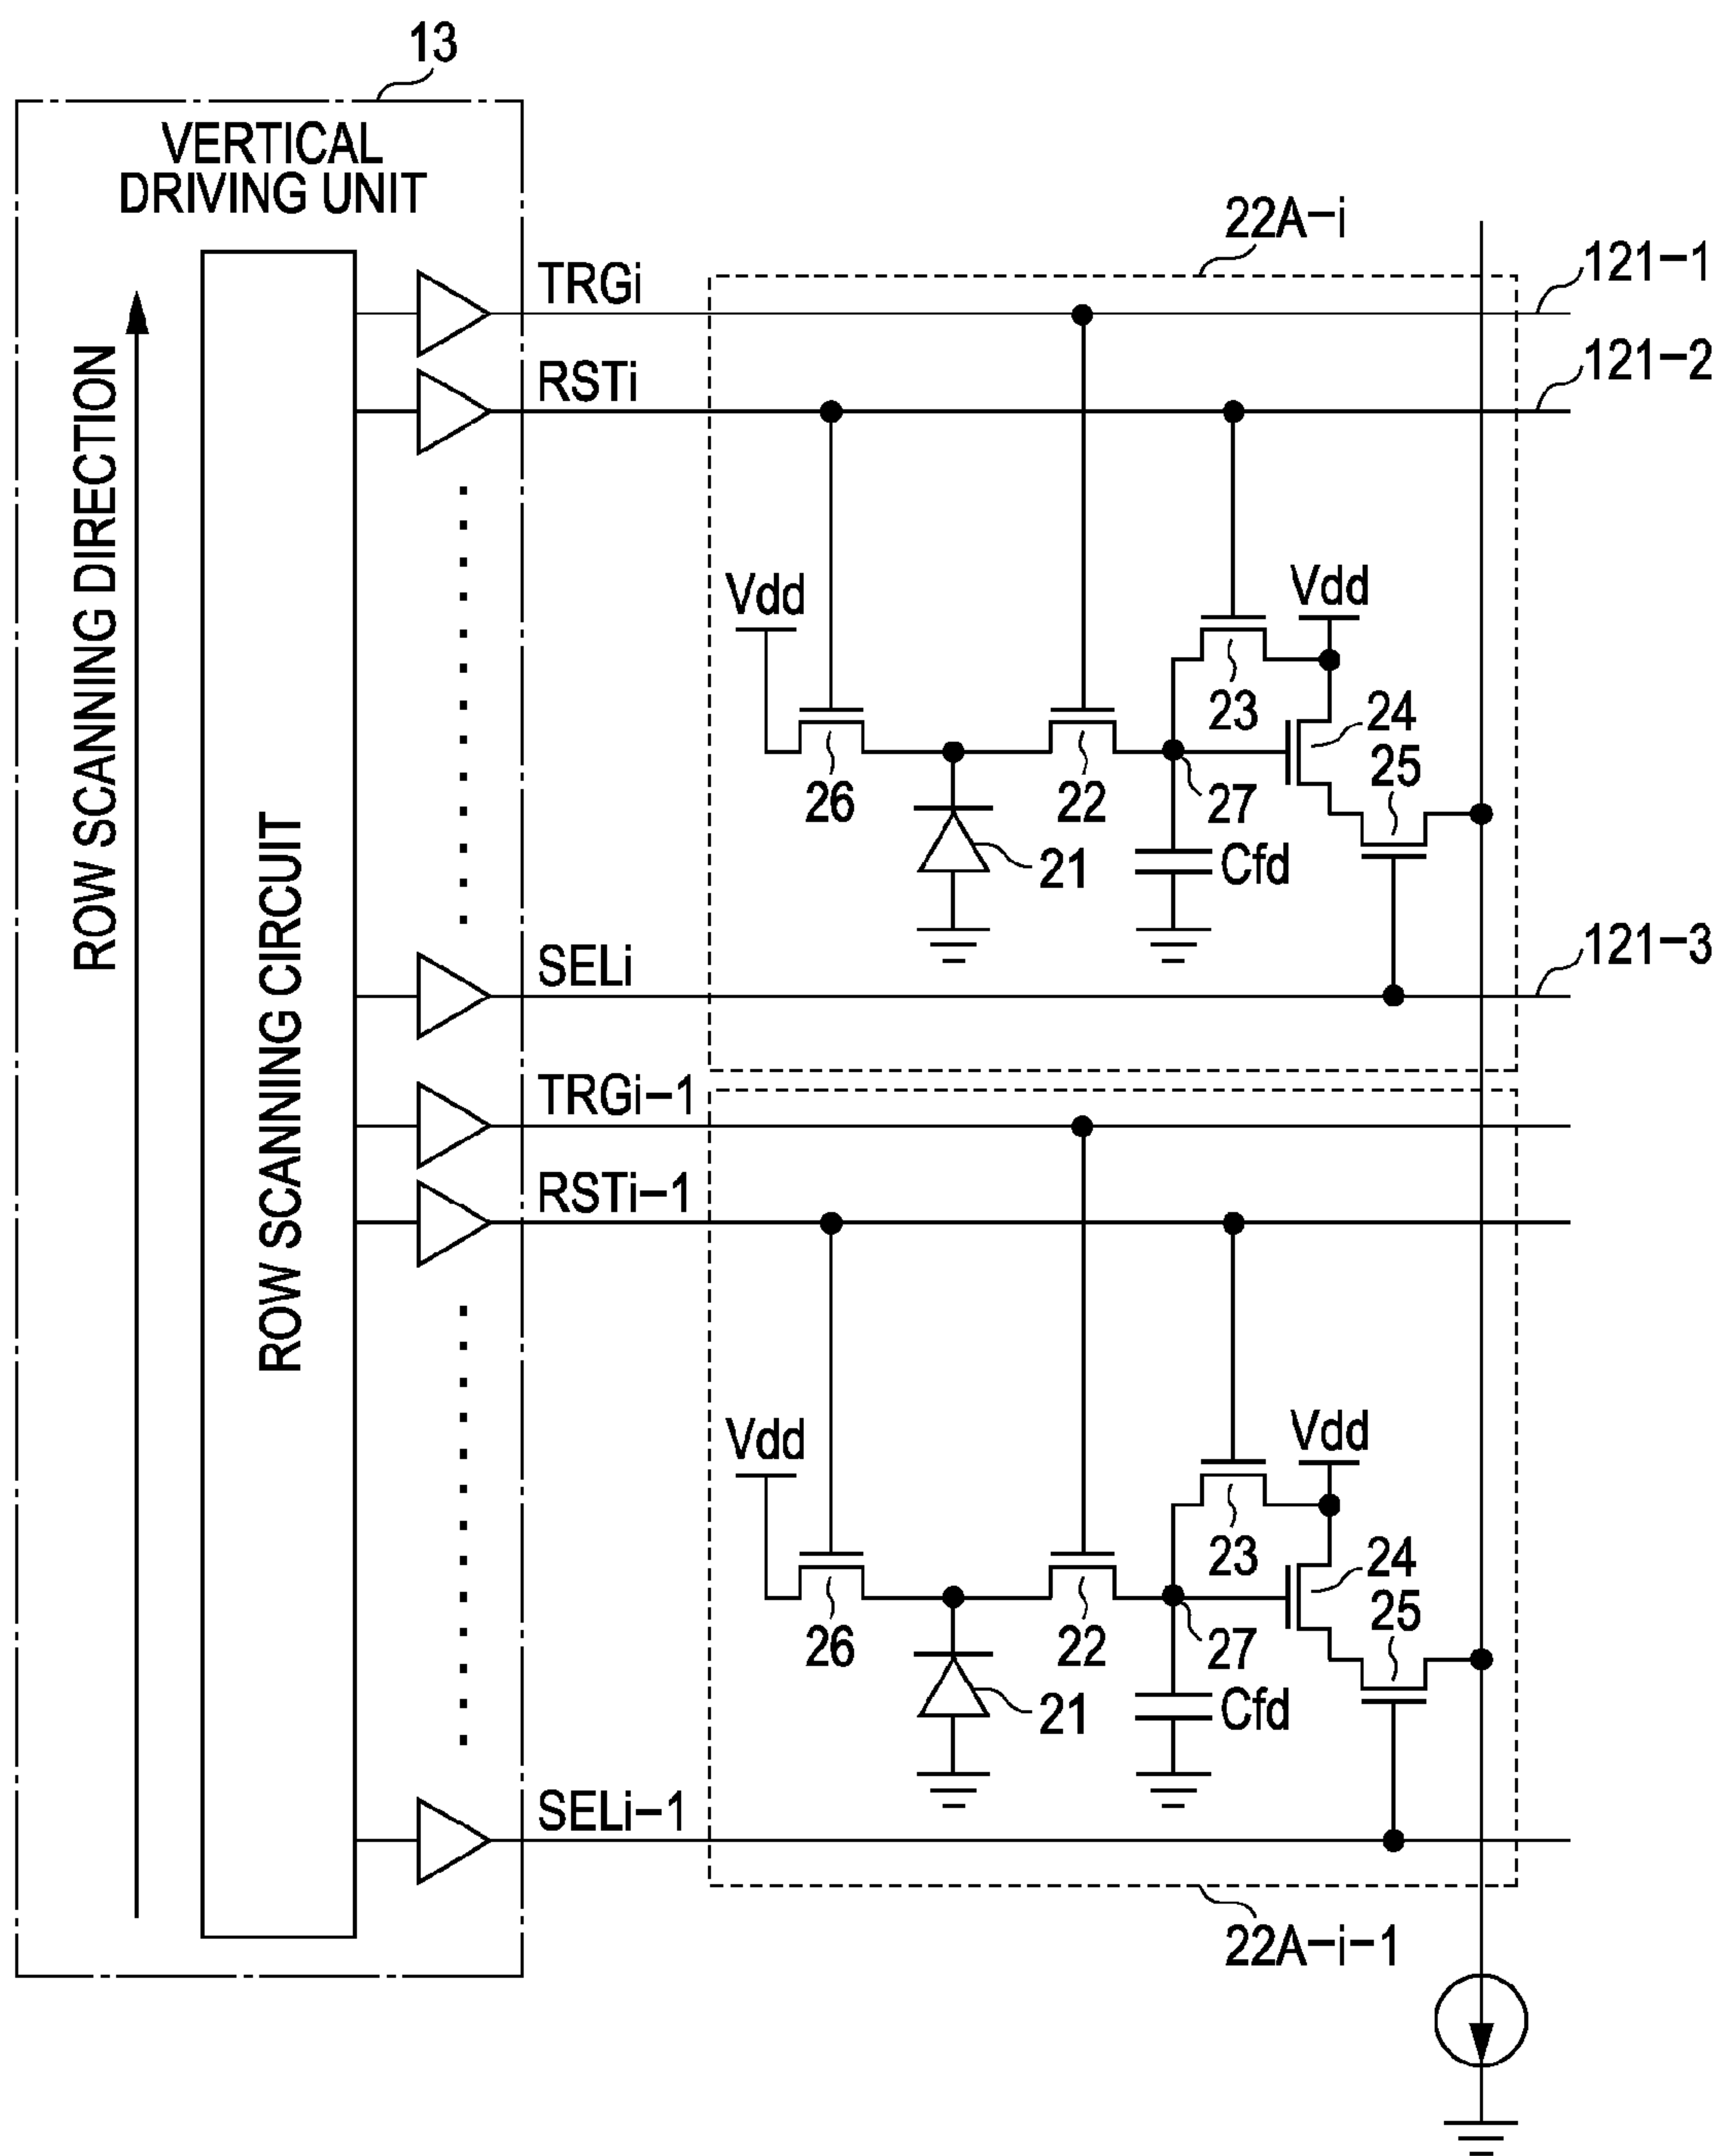 13
VERTICAL
DRIVING UNIT
ROW SCANNING DIRECTION
ROW SCANNING CIRCUIT
22A-i
TRGi
121-1
RSTi
121-2
Vdd
Vdd
23
24
25
26
22
27
21
Cfd
SELi
121-3
TRGi-1
RSTi-1
Vdd
Vdd
23
24
25
26
22
27
21
Cfd
SELi-1
22A-i-1